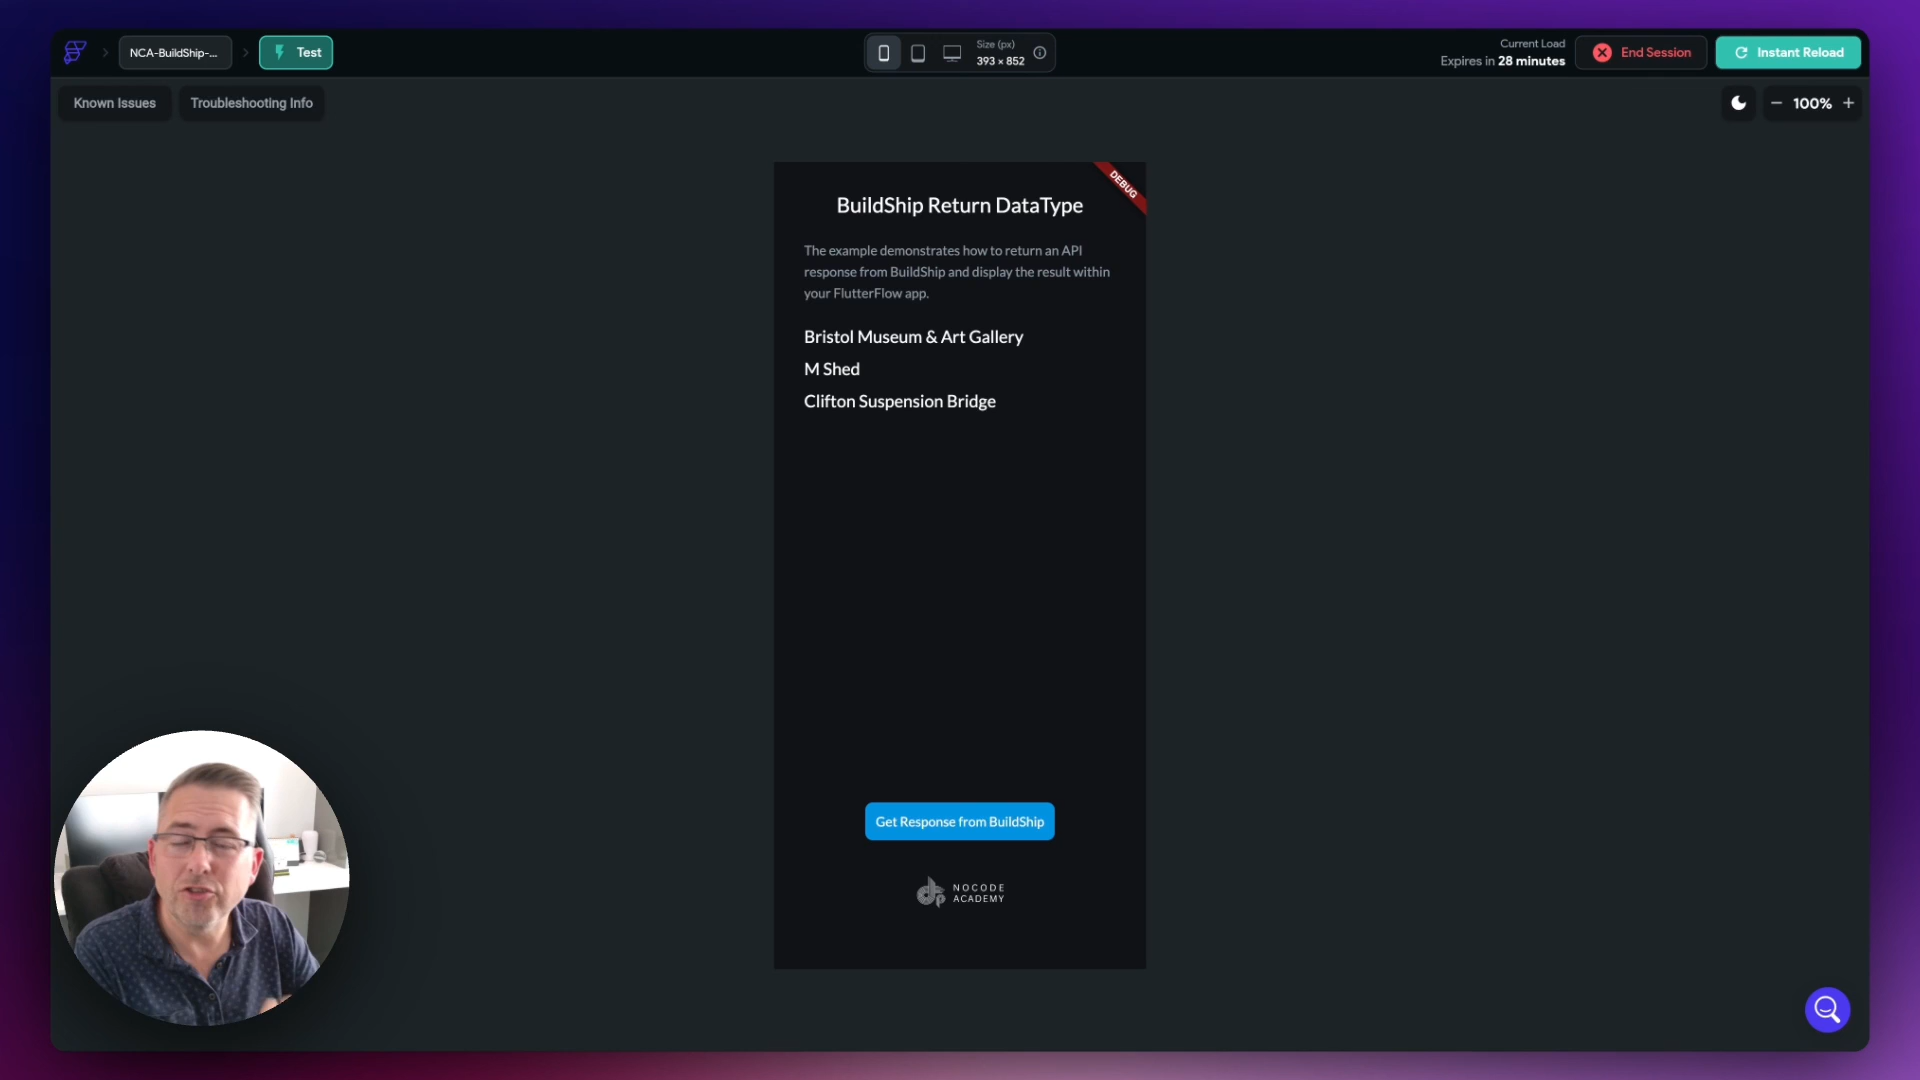 NCA-BuildShip-...
Test
Size (px)
393 × 852
Current Load
Expires in 28 minutes
End Session
Instant Reload
Known Issues
Troubleshooting Info
100%
DEBUG
BuildShip Return DataType
The example demonstrates how to return an API
response from BuildShip and display the result within
your FlutterFlow app.
Bristol Museum & Art Gallery
M Shed
Clifton Suspension Bridge
Get Response from BuildShip
NOCODE
ACADEMY